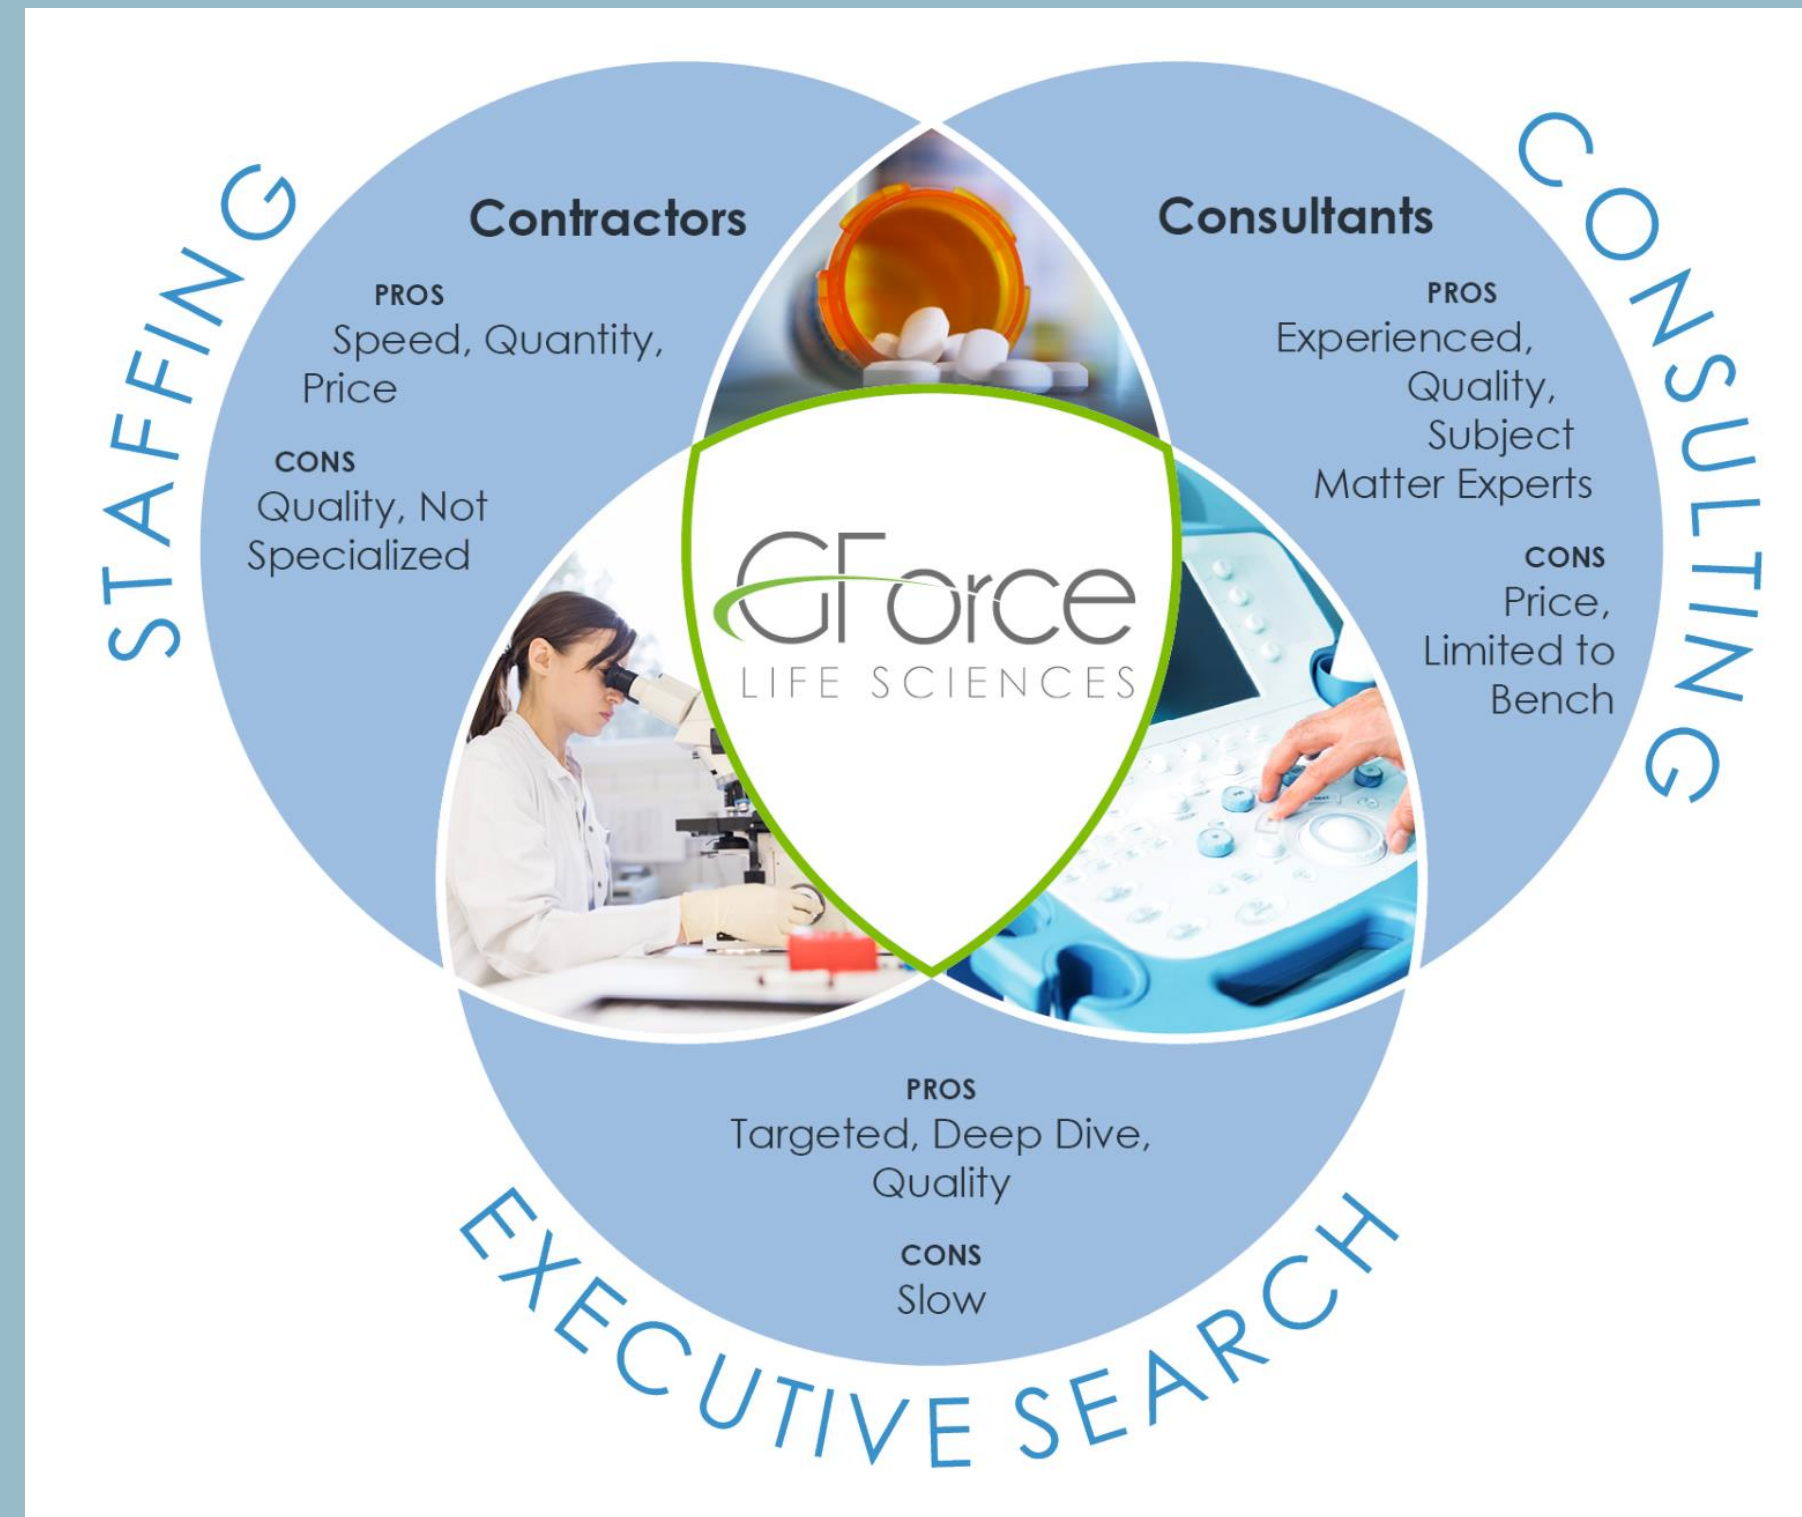 STAFFING
Contractors
PROS
Speed, Quantity,
Price
CONS
Quality, Not
Specialized
CONSULTING
Consultants
PROS
Experienced,
Quality,
Subject
Matter Experts
CONS
Price,
Limited to
Bench
GForce
LIFE SCIENCES
PROS
Targeted, Deep Dive,
Quality
CONS
Slow
EXECUTIVE SEARCH